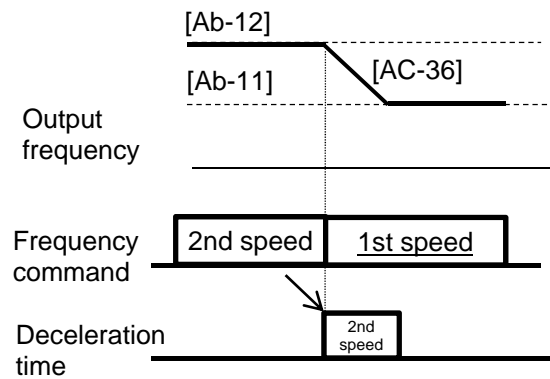 [Ab-12]
[Ab-11]
[AC-36]
Output
frequency
Frequency
command
2nd speed
1st speed
Deceleration
time
2nd
speed